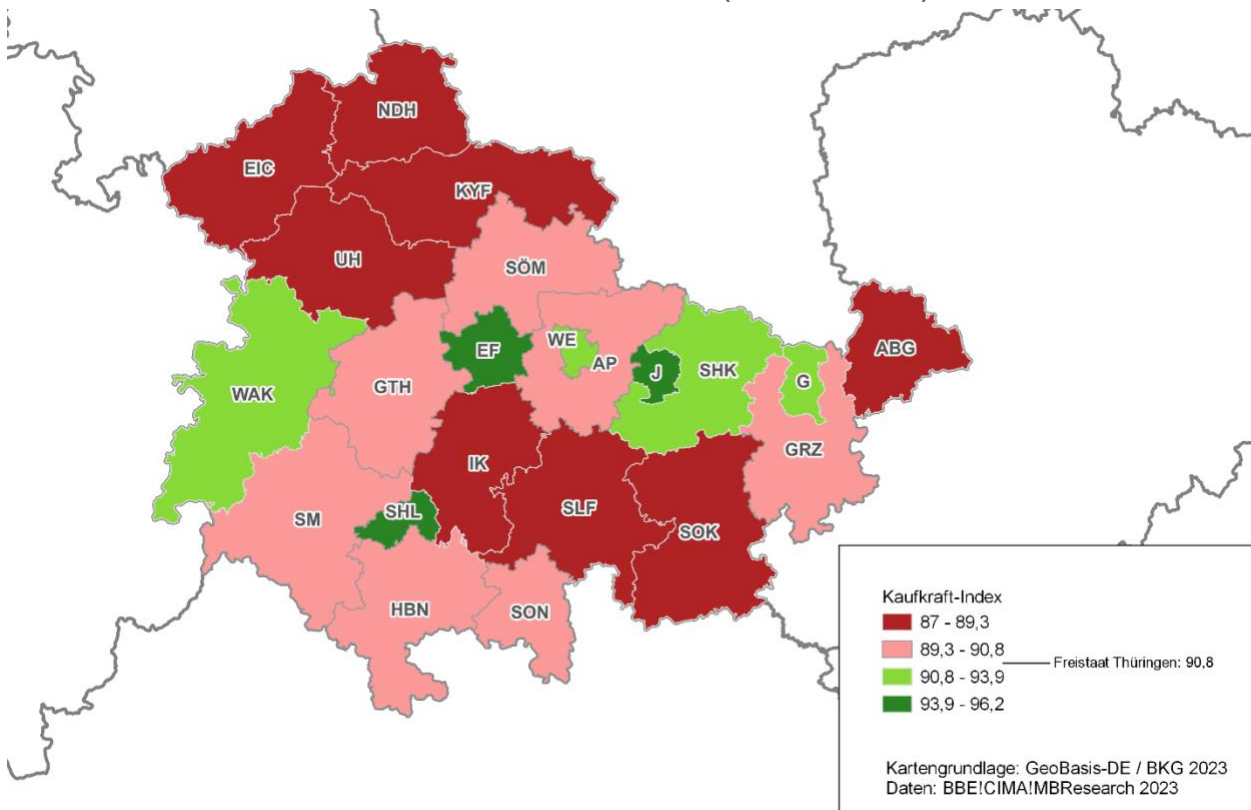 NDH
EIC
KYF
UH
SÖM
WE
EF
AP
J
SHK
G
ABG
GTH
WAK
GRZ
IK
SHL
SLF
SM
SOK
HBN
SON
Kaufkraft-Index
87 - 89,3
89,3 - 90,8
Freistaat Thüringen: 90,8
90,8 - 93,9
93,9 - 96,2
Kartengrundlage: GeoBasis-DE / BKG 2023
Daten: BBE!CIMA!MBResearch 2023